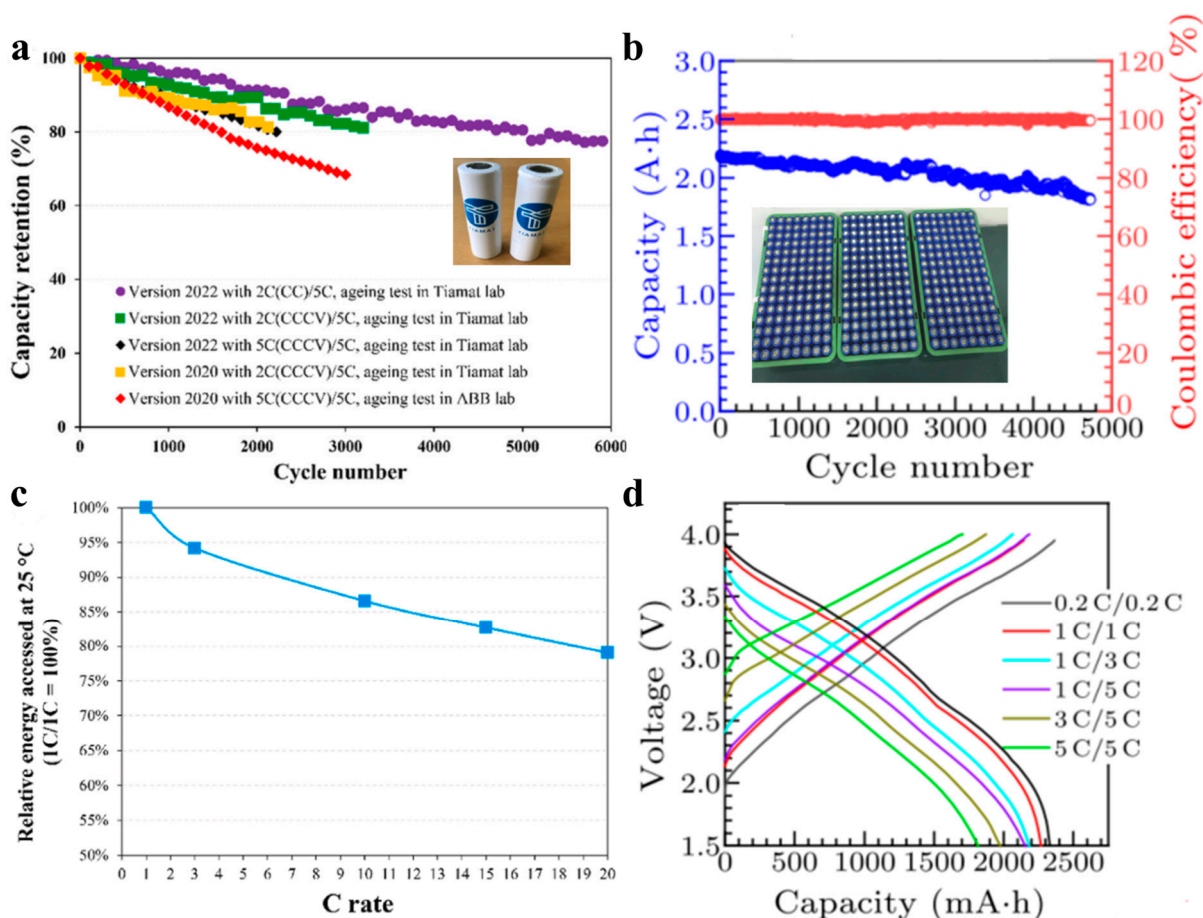 a
Capacity retention (%)
100
80
60
40
20
0
0
1000
2000
3000
4000
5000
6000
Cycle number
TIAMAT
TIAMAT
Version 2022 with 2C(CC)/5C, ageing test in Tiamat lab
Version 2022 with 2C(CCCV)/5C, ageing test in Tiamat lab
Version 2022 with 5C(CCCV)/5C, ageing test in Tiamat lab
Version 2020 with 2C(CCCV)/5C, ageing test in Tiamat lab
Version 2020 with 5C(CCCV)/5C, ageing test in ABB lab
b
Capacity (A·h)
3.0
2.5
2.0
1.5
1.0
0.5
0.0
0
1000
2000
3000
4000
5000
Cycle number
120
100
80
60
40
20
0
Coulombic efficiency( %)
c
Relative energy accessed at 25 °C
(1C/1C = 100%)
100%
95%
90%
85%
80%
75%
70%
65%
60%
55%
50%
0 1 2 3 4 5 6 7 8 9 10 11 12 13 14 15 16 17 18 19 20
C rate
d
Voltage (V)
4.0
3.5
3.0
2.5
2.0
1.5
0
500
1000
1500
2000
2500
Capacity (mA·h)
0.2 C/0.2 C
1 C/1 C
1 C/3 C
1 C/5 C
3 C/5 C
5 C/5 C